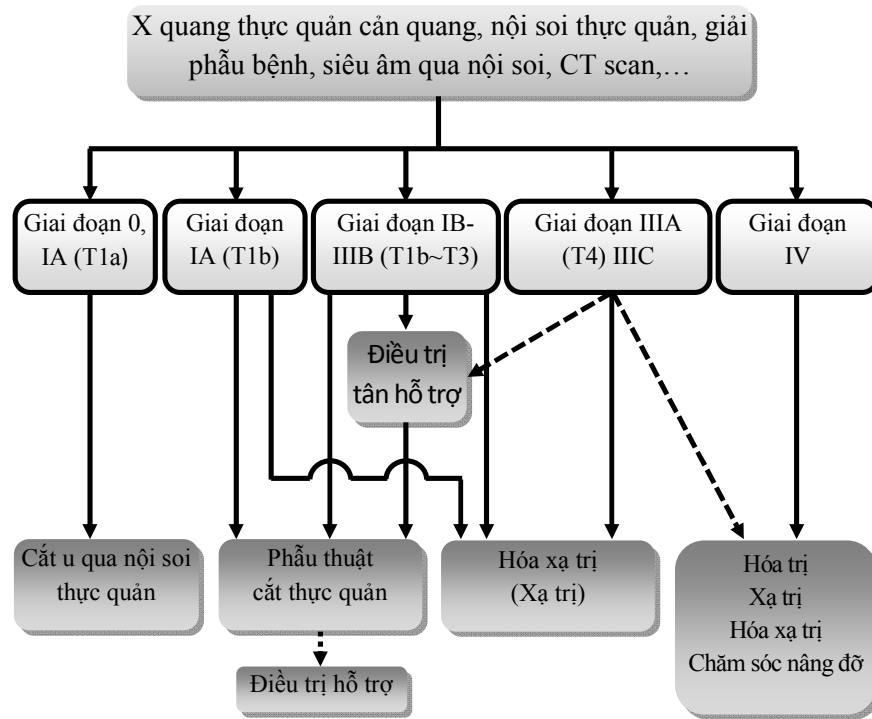 X quang thực quản cản quang, nội soi thực quản, giải
phẫu bệnh, siêu âm qua nội soi, CT scan,…
Giai đoạn 0,
IA (T1a)
Giai đoạn
IA (T1b)
Giai đoạn IB-
IIIB (T1b~T3)
Giai đoạn IIIA
(T4) IIIC
Giai đoạn
IV
Điều trị
tân hỗ trợ
Cắt u qua nội soi
thực quản
Phẫu thuật
cắt thực quản
Hóa xạ trị
(Xạ trị)
Hóa trị
Xạ trị
Hóa xạ trị
Chăm sóc nâng đỡ
Điều trị hỗ trợ